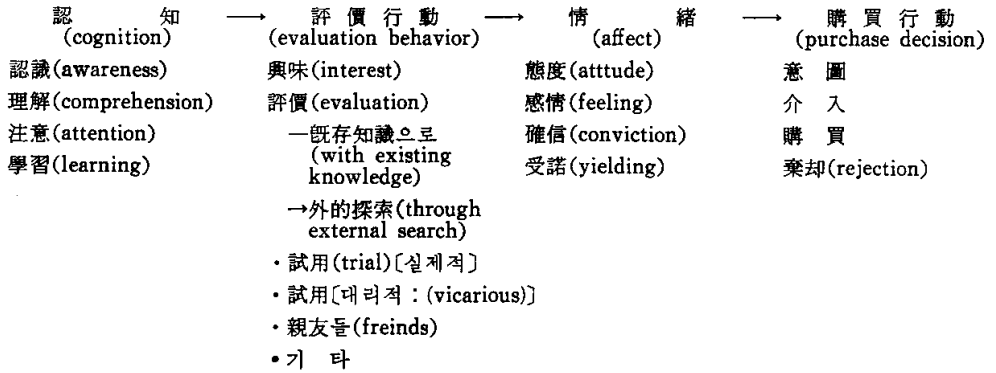 認知 → 評價行動 → 情緒 → 購買行動
(cognition) (evaluation behavior) (affect) (purchase decision)
認識(awareness) 興味(interest) 態度(atttude) 意圖
理解(comprehension) 評價(evaluation) 感情(feeling) 介入
注意(attention) —旣存知識으로 確信(conviction) 購買
(with existing
學習(learning) knowledge) 受諾(yielding) 棄却(rejection)
→外的探索(through
external search)
・試用(trial)〔실제적〕
・試用〔대리적：(vicarious)〕
・親友들(freinds)
•기타